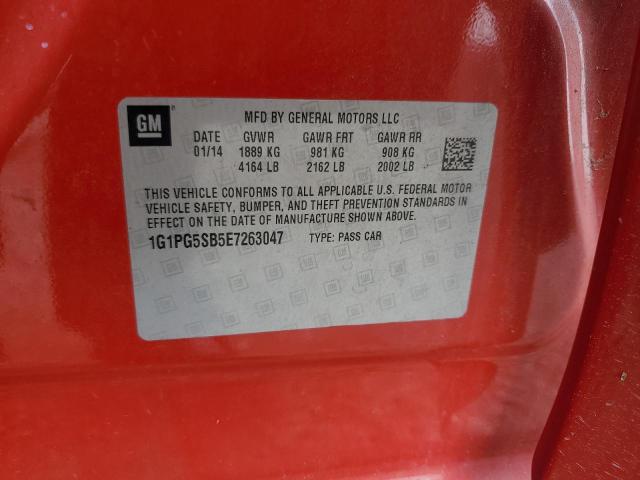 GM
MFD BY GENERAL MOTORS LLC
DATE GVWR GAWR FRT GAWR RR
01/14 1889 KG 981 KG 908 KG
4164 LB 2162 LB 2002 LB
THIS VEHICLE CONFORMS TO ALL APPLICABLE U.S. FEDERAL MOTOR
VEHICLE SAFETY, BUMPER, AND THEFT PREVENTION STANDARDS IN
EFFECT ON THE DATE OF MANUFACTURE SHOWN ABOVE.
1G1PG5SB5E7263047 TYPE: PASS CAR